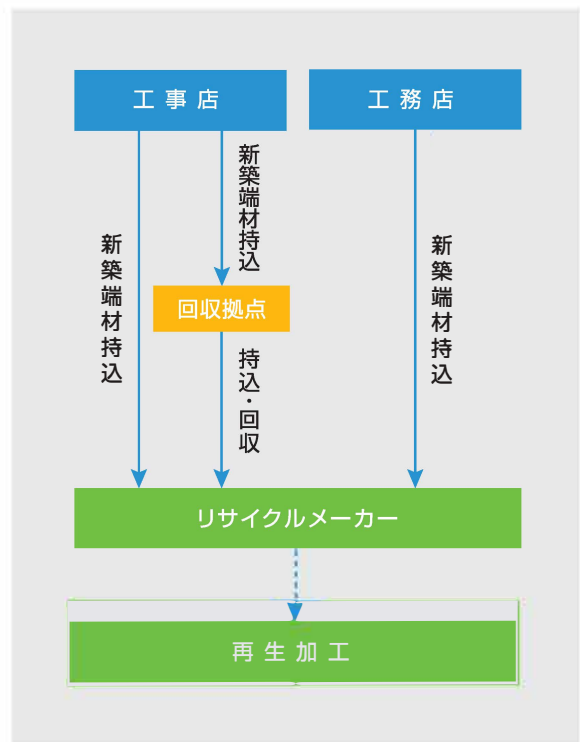 工事店
工務店
新築端材持込
新築端材持込
新築端材持込
回収拠点
持込・回収
リサイクルメーカー
再生加工